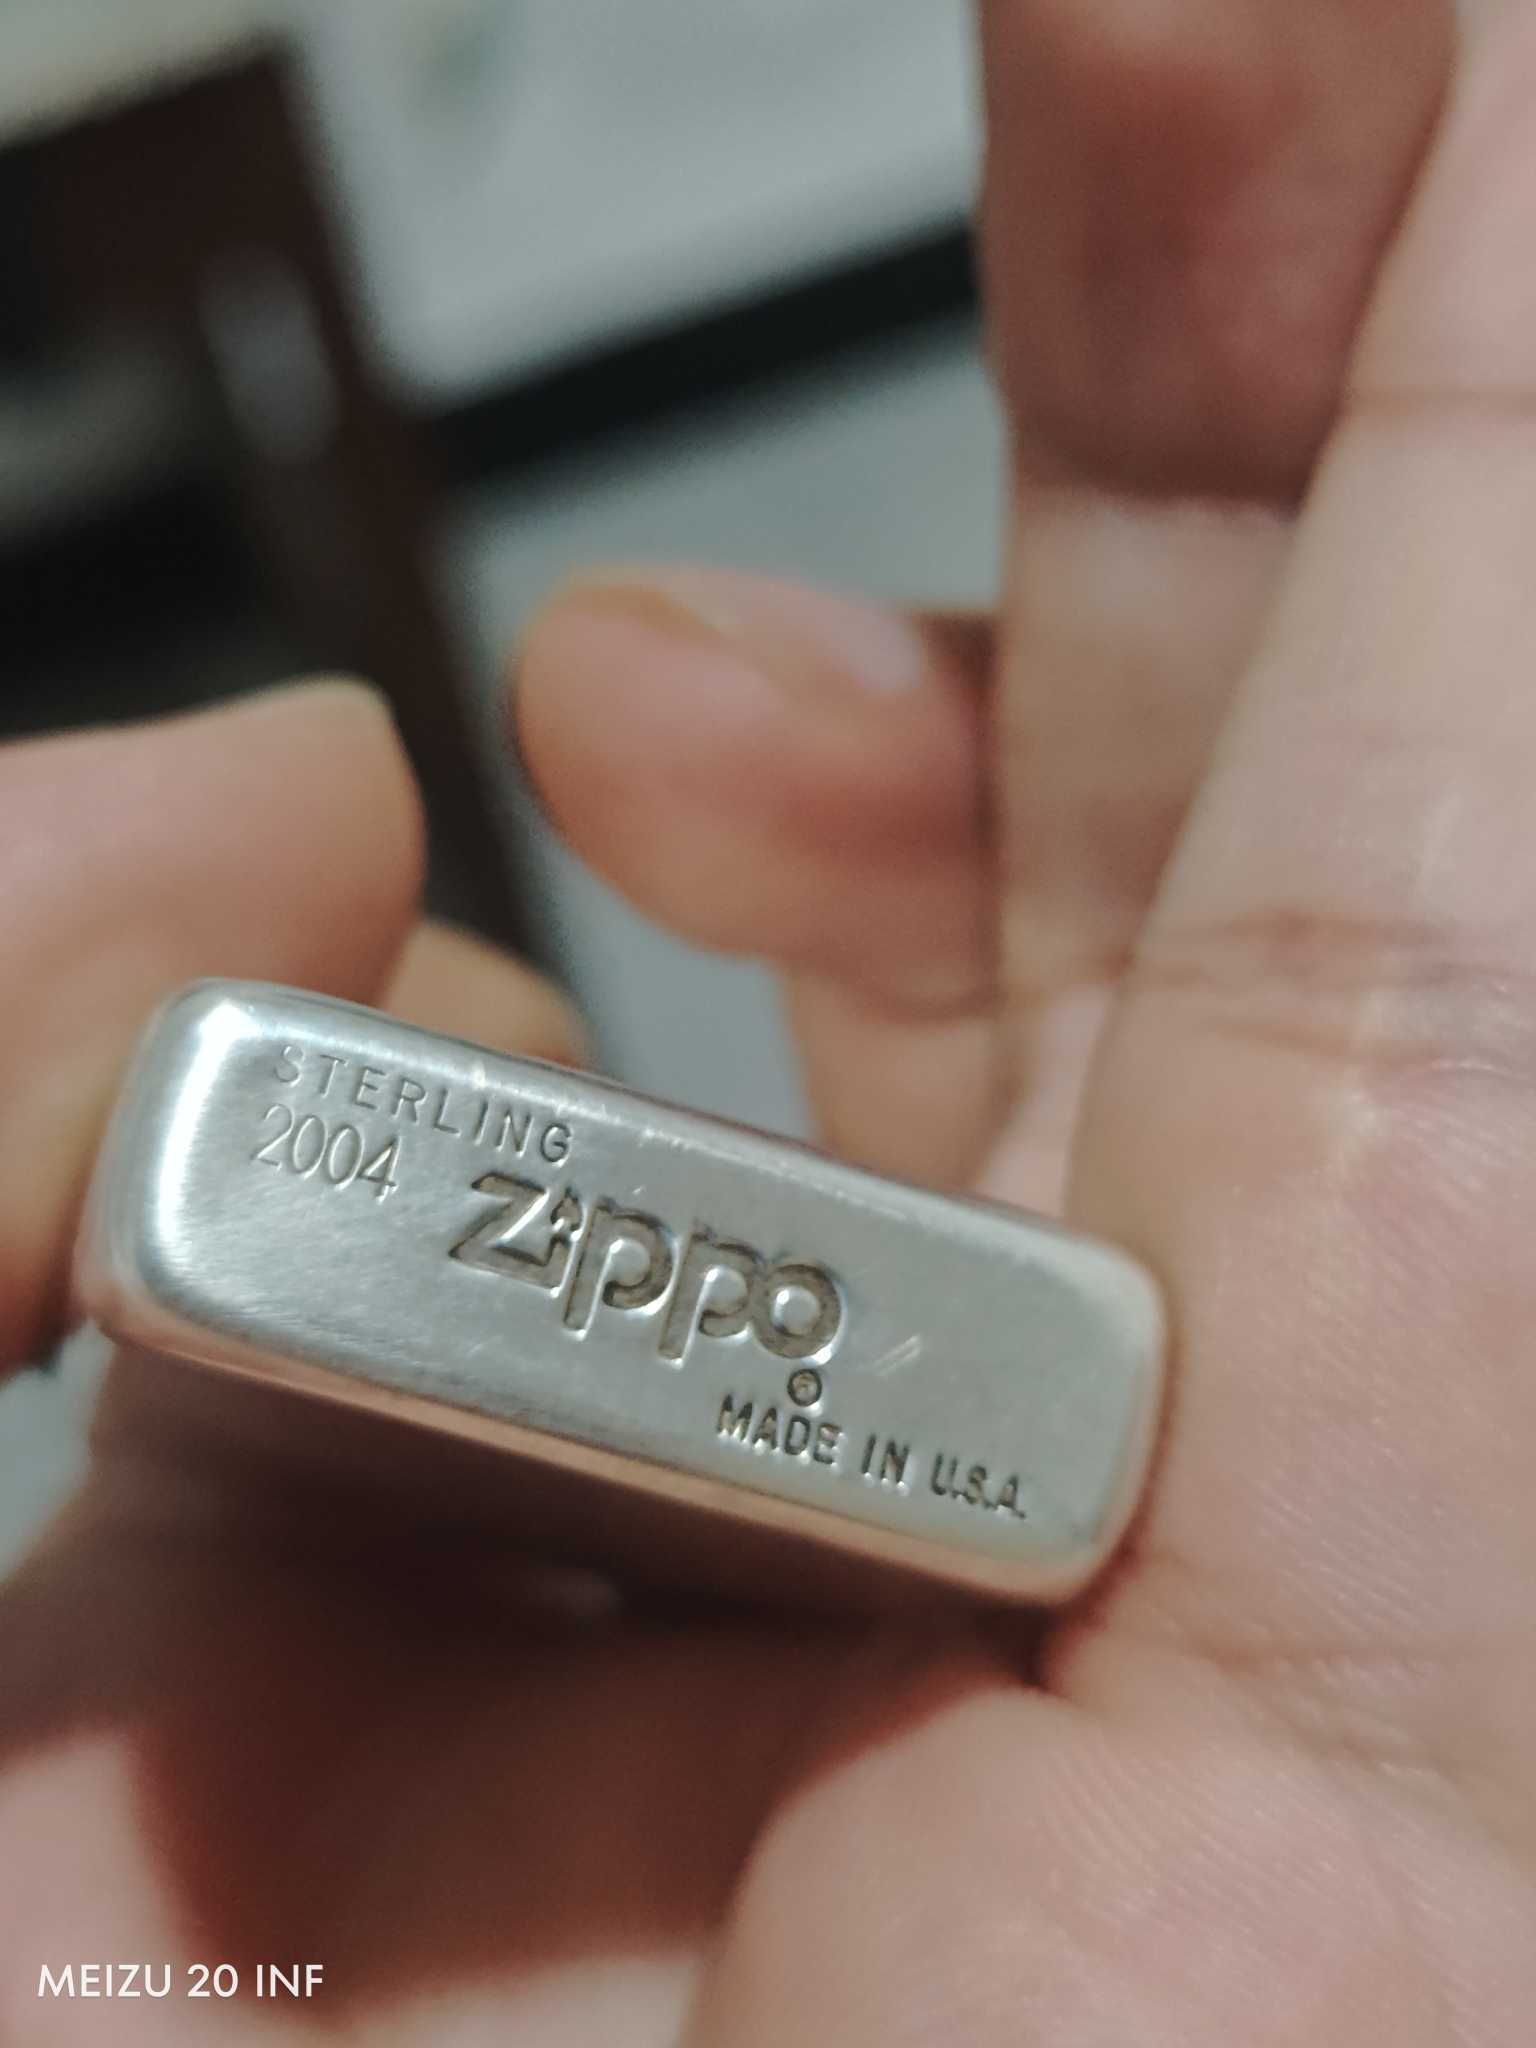 STERLING
2004
zippo
®
MADE IN U.S.A.
MEIZU 20 INF